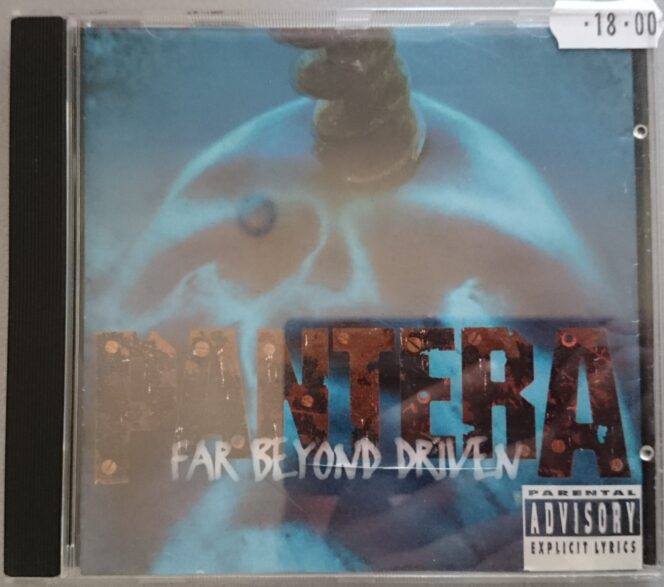 ·18·00
PANTERA
FAR BEYOND DRIVEN
PARENTAL
ADVISORY
EXPLICIT LYRICS